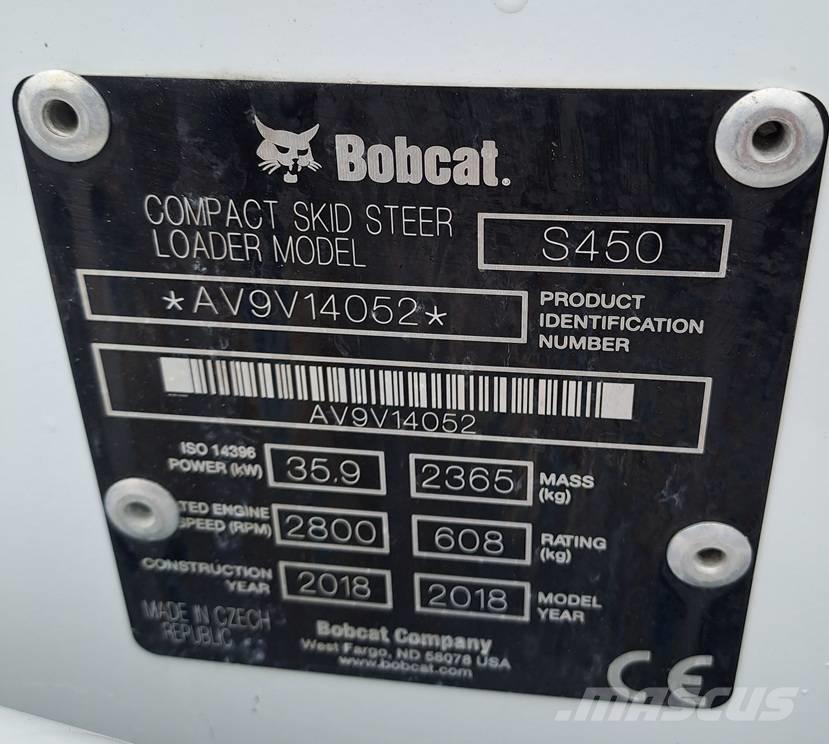 Bobcat.
COMPACT SKID STEER
LOADER MODEL
S450
*AV9V14052*
PRODUCT
IDENTIFICATION
NUMBER
AV9V14052
ISO 14396
POWER (kW)
35.9
2365
MASS
(kg)
TED ENGINE
SPEED (RPM)
2800
608
RATING
(kg)
CONSTRUCTION
YEAR
2018
2018
MODEL
YEAR
MADE IN CZECH
REPUBLIC
Bobcat Company
West Fargo, ND 58078 USA
www.bobcat.com
CE
MASCUS